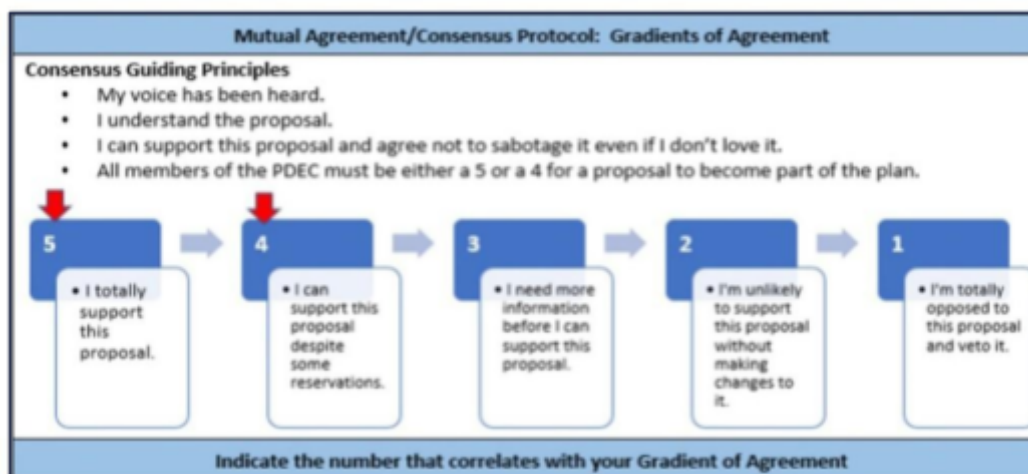 Mutual Agreement/Consensus Protocol: Gradients of Agreement
Consensus Guiding Principles
• My voice has been heard.
• I understand the proposal.
• I can support this proposal and agree not to sabotage it even if I don't love it.
• All members of the PDEC must be either a 5 or a 4 for a proposal to become part of the plan.
5
• I totally
support
this
proposal.
4
• I can
support this
proposal
despite
some
reservations.
3
• I need more
information
before I can
support this
proposal.
2
• I'm unlikely
to support
this proposal
without
making
changes to
it.
1
• I'm totally
opposed to
this proposal
and veto it.
Indicate the number that correlates with your Gradient of Agreement